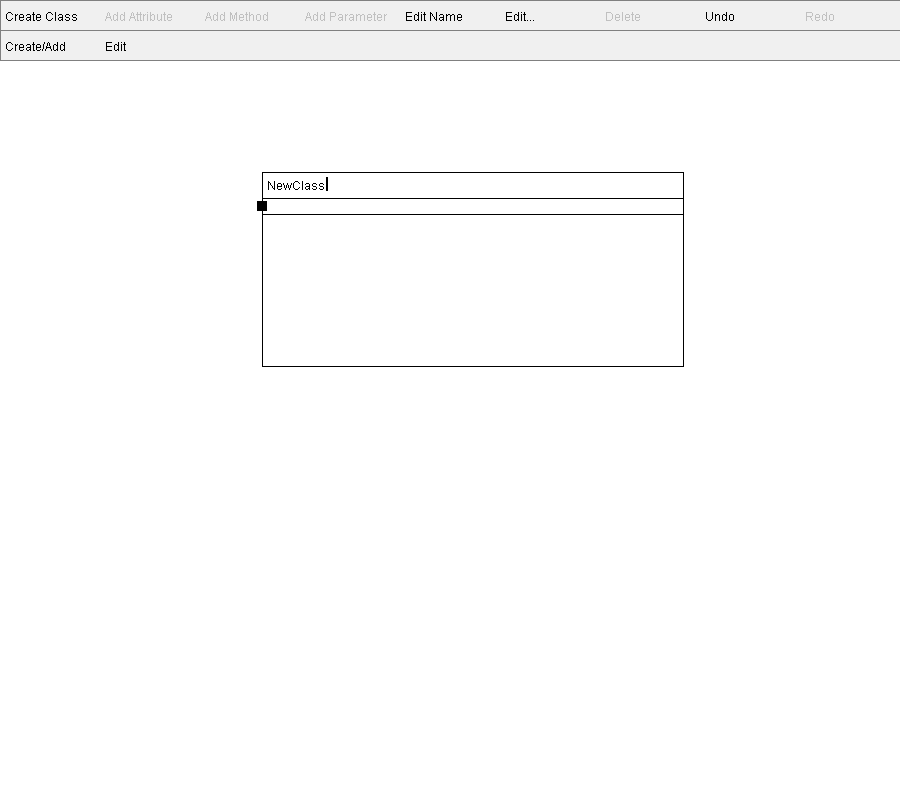 Create Class Add Attribute Add Method Add Parameter Edit Name Edit... Delete Undo Redo
Create/Add Edit
NewClass